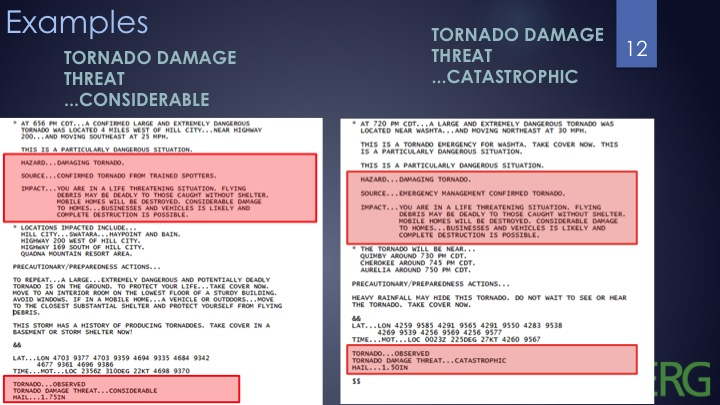 Examples
12
TORNADO DAMAGE
THREAT
...CONSIDERABLE
* AT 656 PM CDT...A CONFIRMED LARGE AND EXTREMELY DANGEROUS
TORNADO WAS LOCATED 4 MILES WEST OF HILL CITY...NEAR HIGHWAY
200...AND MOVING SOUTHEAST AT 25 MPH.
THIS IS A PARTICULARLY DANGEROUS SITUATION.
HAZARD...DAMAGING TORNADO.
SOURCE...CONFIRMED TORNADO FROM TRAINED SPOTTERS.
IMPACT...YOU ARE IN A LIFE THREATENING SITUATION. FLYING
DEBRIS MAY BE DEADLY TO THOSE CAUGHT WITHOUT SHELTER.
MOBILE HOMES WILL BE DESTROYED. CONSIDERABLE DAMAGE
TO HOMES...BUSINESSES AND VEHICLES IS LIKELY AND
COMPLETE DESTRUCTION IS POSSIBLE.
* LOCATIONS IMPACTED INCLUDE...
HILL CITY...SWATARA...HAYPOINT AND BAIN.
HIGHWAY 200 WEST OF HILL CITY.
HIGHWAY 169 SOUTH OF HILL CITY.
QUADNA MOUNTAIN RESORT AREA.
PRECAUTIONARY/PREPAREDNESS ACTIONS...
TO REPEAT...A LARGE...EXTREMELY DANGEROUS AND POTENTIALLY DEADLY
TORNADO IS ON THE GROUND. TO PROTECT YOUR LIFE...TAKE COVER NOW.
MOVE TO AN INTERIOR ROOM ON THE LOWEST FLOOR OF A STURDY BUILDING.
AVOID WINDOWS. IF IN A MOBILE HOME...A VEHICLE OR OUTDOORS...MOVE
TO THE CLOSEST SUBSTANTIAL SHELTER AND PROTECT YOURSELF FROM FLYING
DEBRIS.
THIS STORM HAS A HISTORY OF PRODUCING TORNADOES. TAKE COVER IN A
BASEMENT OR STORM SHELTER NOW!
&&
LAT...LON 4703 9377 4703 9359 4694 9335 4684 9342
4677 9361 4696 9386
TIME...MOT...LOC 2356Z 310DEG 22KT 4698 9370
TORNADO...OBSERVED
TORNADO DAMAGE THREAT...CONSIDERABLE
HAIL...1.75IN
TORNADO DAMAGE
THREAT
...CATASTROPHIC
* AT 720 PM CDT...A LARGE AND EXTREMELY DANGEROUS TORNADO WAS
LOCATED NEAR WASHTA...AND MOVING NORTHEAST AT 30 MPH.
THIS IS A TORNADO EMERGENCY FOR WASHTA. TAKE COVER NOW. THIS
IS A PARTICULARLY DANGEROUS SITUATION.
THIS IS A PARTICULARLY DANGEROUS SITUATION.
HAZARD...DAMAGING TORNADO.
SOURCE...EMERGENCY MANAGEMENT CONFIRMED TORNADO.
IMPACT...YOU ARE IN A LIFE THREATENING SITUATION. FLYING
DEBRIS MAY BE DEADLY TO THOSE CAUGHT WITHOUT SHELTER.
MOBILE HOMES WILL BE DESTROYED. CONSIDERABLE DAMAGE
TO HOMES...BUSINESSES AND VEHICLES IS LIKELY AND
COMPLETE DESTRUCTION IS POSSIBLE.
* THE TORNADO WILL BE NEAR...
QUIMBY AROUND 730 PM CDT.
CHEROKEE AROUND 745 PM CDT.
AURELIA AROUND 750 PM CDT.
PRECAUTIONARY/PREPAREDNESS ACTIONS...
HEAVY RAINFALL MAY HIDE THIS TORNADO. DO NOT WAIT TO SEE OR HEAR
THE TORNADO. TAKE COVER NOW.
&&
LAT...LON 4259 9585 4291 9565 4291 9550 4283 9538
4269 9539 4256 9569 4256 9577
TIME...MOT...LOC 0023Z 225DEG 27KT 4260 9567
TORNADO...OBSERVED
TORNADO DAMAGE THREAT...CATASTROPHIC
HAIL...1.50IN
$$
ERG